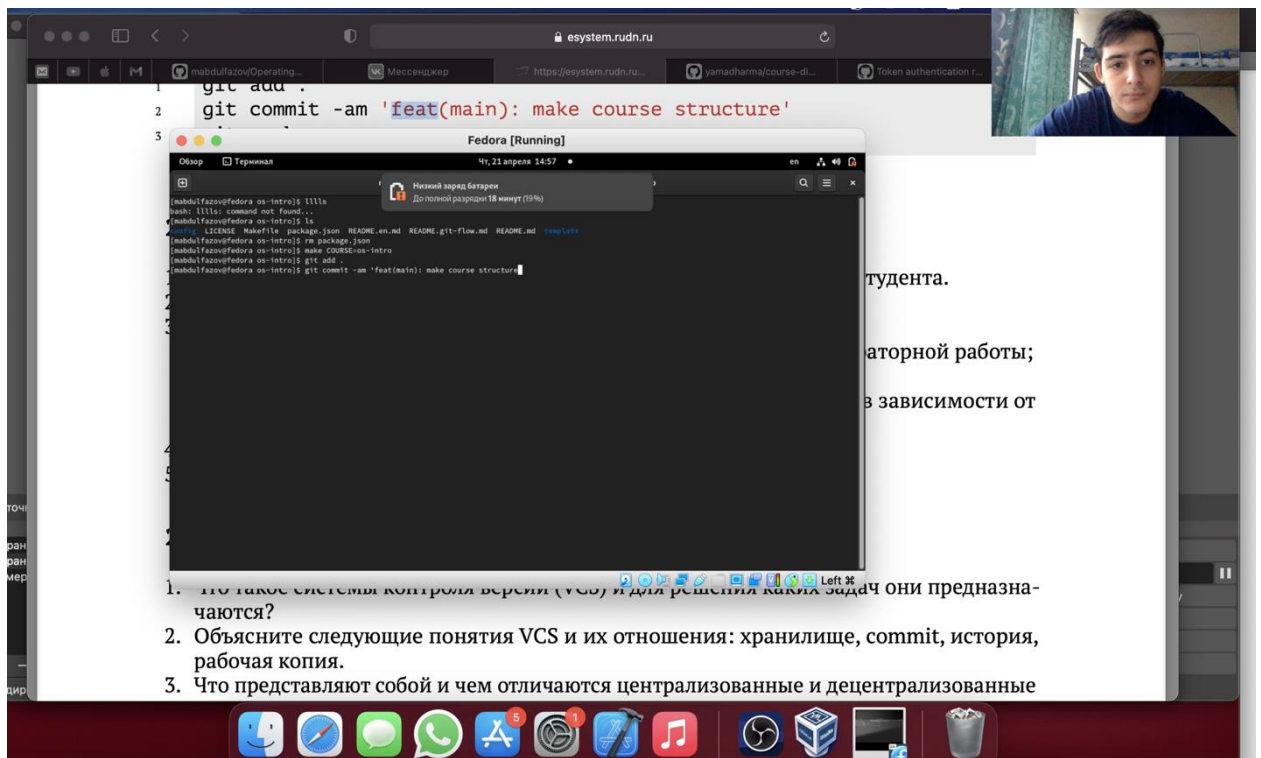 esystem.rudn.ru
mabdulfazov/Operating...
Мессенджер
https://esystem.rudn.ru...
yamadharma/course-di...
Token authentication r...
1 git add .
2 git commit -am 'feat(main): make course structure'
3
Fedora [Running]
Обзор Терминал Чт, 21 апреля 14:57 en
Низкий заряд батареи
До полной разрядки 18 минут (19%)
[mabdulfazov@fedora os-intro]$ lllls
bash: lllls: command not found...
[mabdulfazov@fedora os-intro]$ ls
config LICENSE Makefile package.json README.en.md README.git-flow.md README.md template
[mabdulfazov@fedora os-intro]$ rm package.json
[mabdulfazov@fedora os-intro]$ make COURSE=os-intro
[mabdulfazov@fedora os-intro]$ git add .
[mabdulfazov@fedora os-intro]$ git commit -am 'feat(main): make course structure
тудента.
аторной работы;
в зависимости от
Left ⌘
1. Что такое системы контроля версий (VCS) и для решения каких задач они предназна-
чаются?
2. Объясните следующие понятия VCS и их отношения: хранилище, commit, история,
рабочая копия.
3. Что представляют собой и чем отличаются централизованные и децентрализованные
5
1